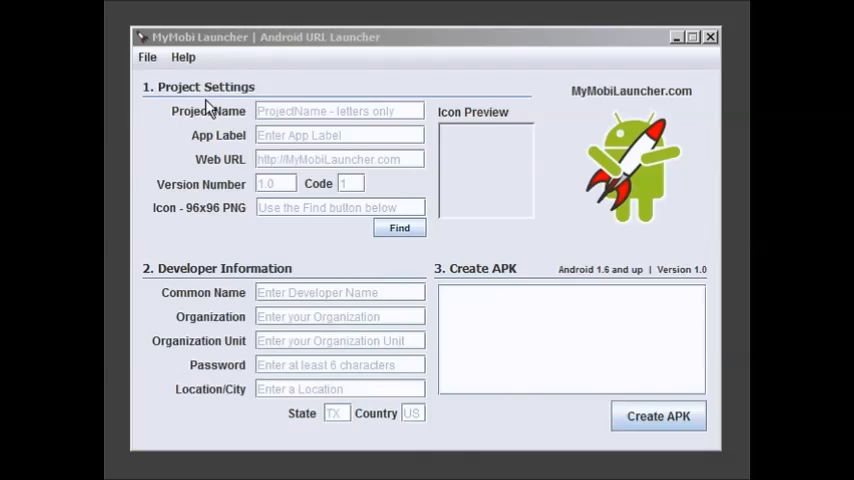 MyMobi Launcher | Android URL Launcher
File Help
1. Project Settings
MyMobiLauncher.com
Project Name ProjectName - letters only
Icon Preview
App Label Enter App Label
Web URL http://MyMobiLauncher.com
Version Number 1.0 Code 1
Icon - 96x96 PNG Use the Find button below
Find
2. Developer Information
3. Create APK Android 1.6 and up | Version 1.0
Common Name Enter Developer Name
Organization Enter your Organization
Organization Unit Enter your Organization Unit
Password Enter at least 6 characters
Location/City Enter a Location
State TX Country US
Create APK